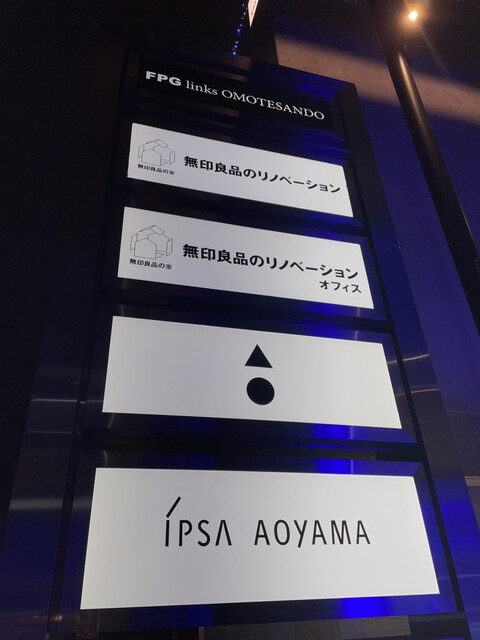 FPG links OMOTESANDO
無印良品の家
無印良品のリノベーション
無印良品の家
無印良品のリノベーション
オフィス
IPSA AOYAMA